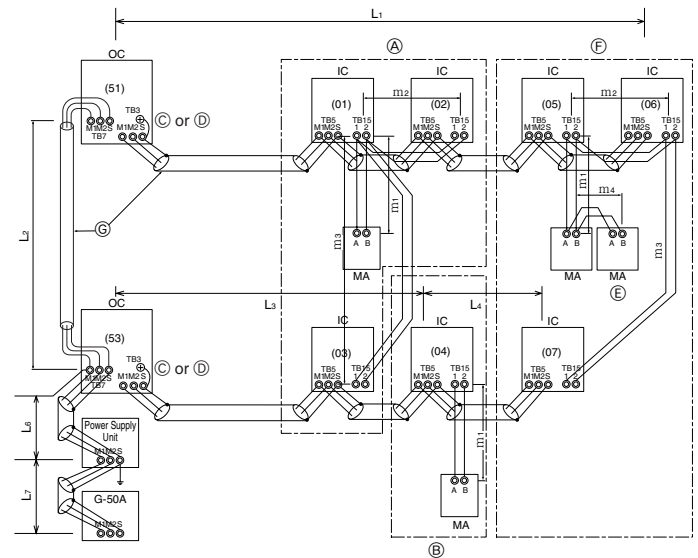 L1
A
F
OC
IC
IC
IC
IC
(51)
(01)
m2
(02)
(05)
m2
(06)
TB3
C or D
M1M2S
TB7
M1M2S
TB5
M1M2S
TB15
1 2
TB5
M1M2S
TB15
1 2
TB5
M1M2S
TB15
1 2
TB5
M1M2S
TB15
1 2
L2
G
m1
m3
m1
m4
m3
A B
MA
A B
MA
A B
MA
E
L3
L4
OC
IC
IC
IC
(53)
(03)
(04)
(07)
TB3
C or D
M1M2S
TB7
M1M2S
TB5
M1M2S
TB15
1 2
TB5
M1M2S
TB15
1 2
TB5
M1M2S
TB15
1 2
L6
Power Supply
Unit
M1M2S
m1
L7
G-50A
M1M2S
A B
MA
B